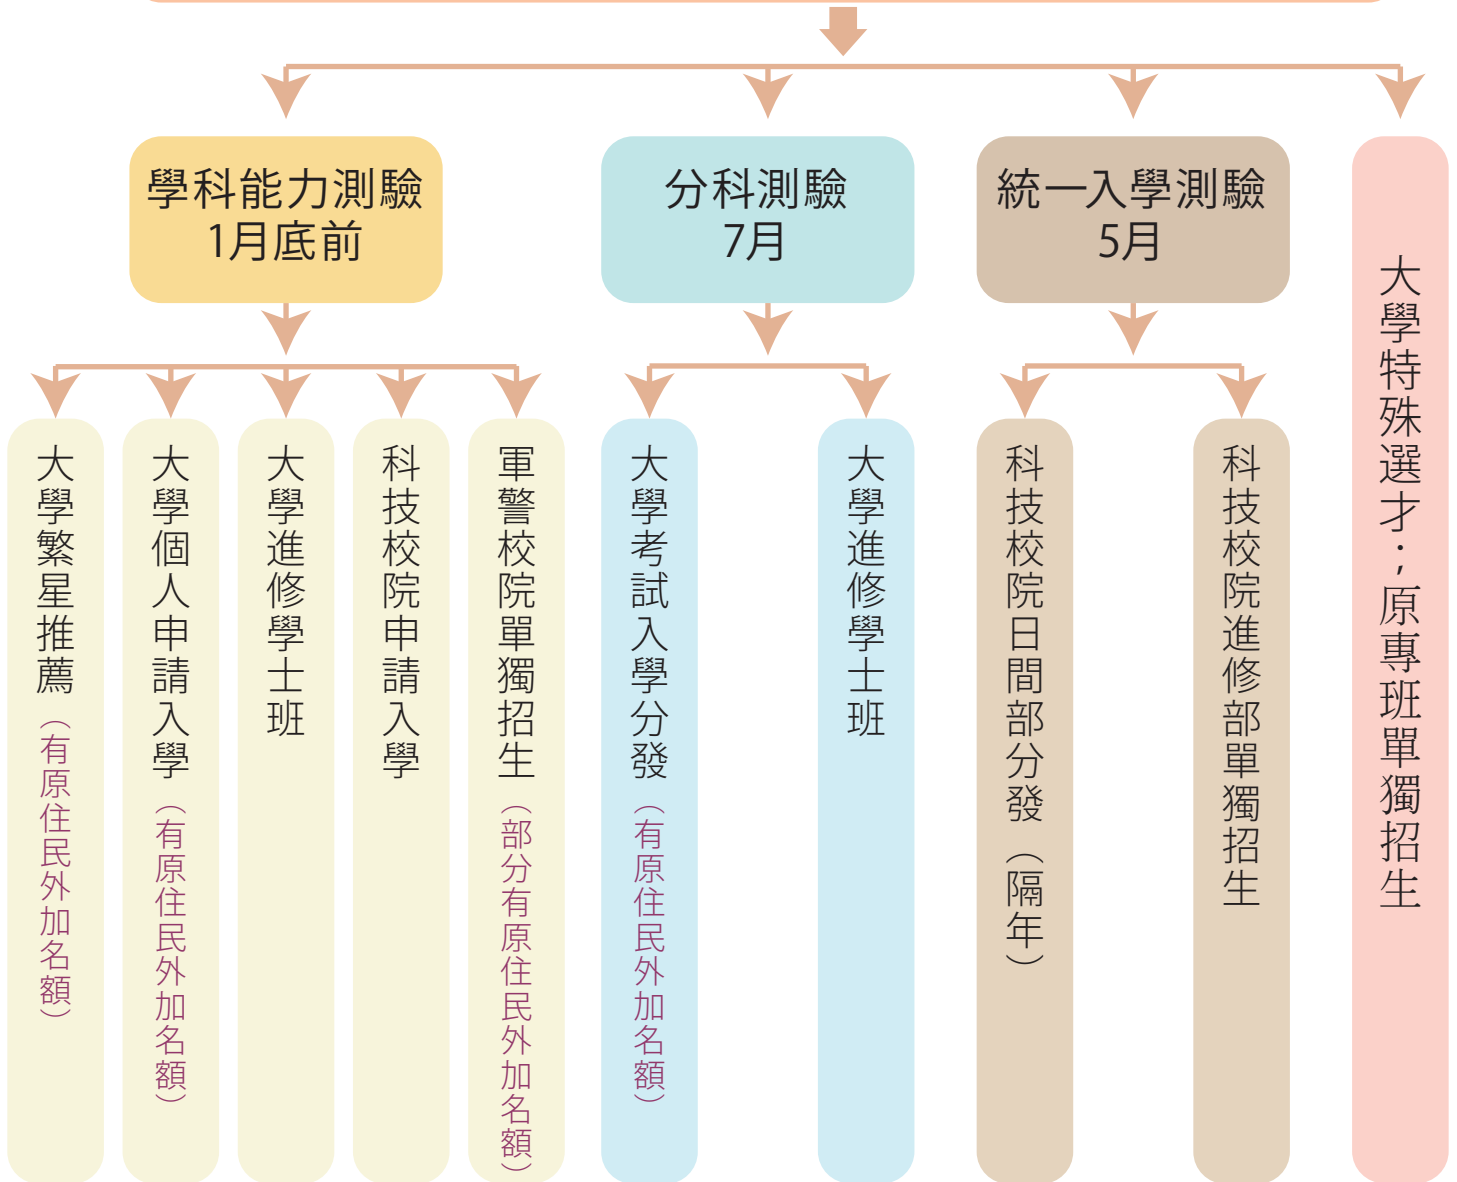 學科能力測驗
1月底前
分科測驗
7月
統一入學測驗
5月
大學特殊選才；原專班單獨招生
大學繁星推薦（有原住民外加名額）
大學個人申請入學（有原住民外加名額）
大學進修學士班
科技校院申請入學
軍警校院單獨招生（部分有原住民外加名額）
大學考試入學分發（有原住民外加名額）
大學進修學士班
科技校院日間部分發（隔年）
科技校院進修部單獨招生